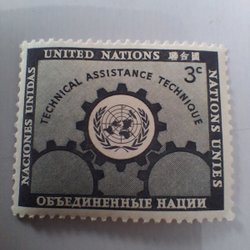 UNITED NATIONS 聯合國
3c
TECHNICAL ASSISTANCE TECHNIQUE
NACIONES UNIDAS
NATIONS UNIES
ОБЪЕДИНЕННЫЕ НАЦИИ